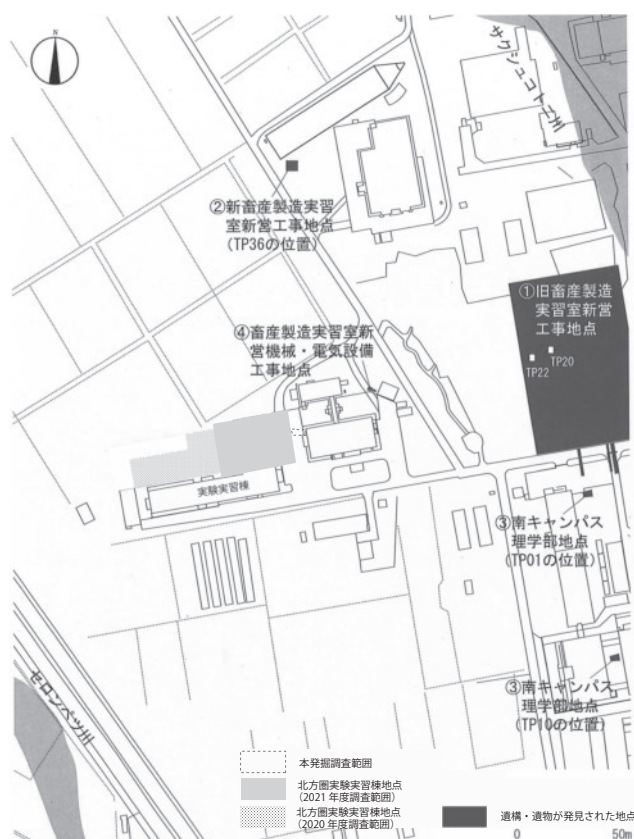 N
サクシュコトニ川
②新畜産製造実習
室新営工事地点
(TP36の位置)
①旧畜産製造
実習室新営
工事地点
TP22
TP20
④畜産製造実習室新
営機械・電気設備
工事地点
実験実習棟
③南キャンパス
理学部地点
(TP01の位置)
③南キャンパス
理学部地点
(TP10の位置)
セロンペツ川
本発掘調査範囲
北方圏実験実習棟地点
(2021年度調査範囲)
北方圏実験実習棟地点
(2020年度調査範囲)
遺構・遺物が発見された地点
50m